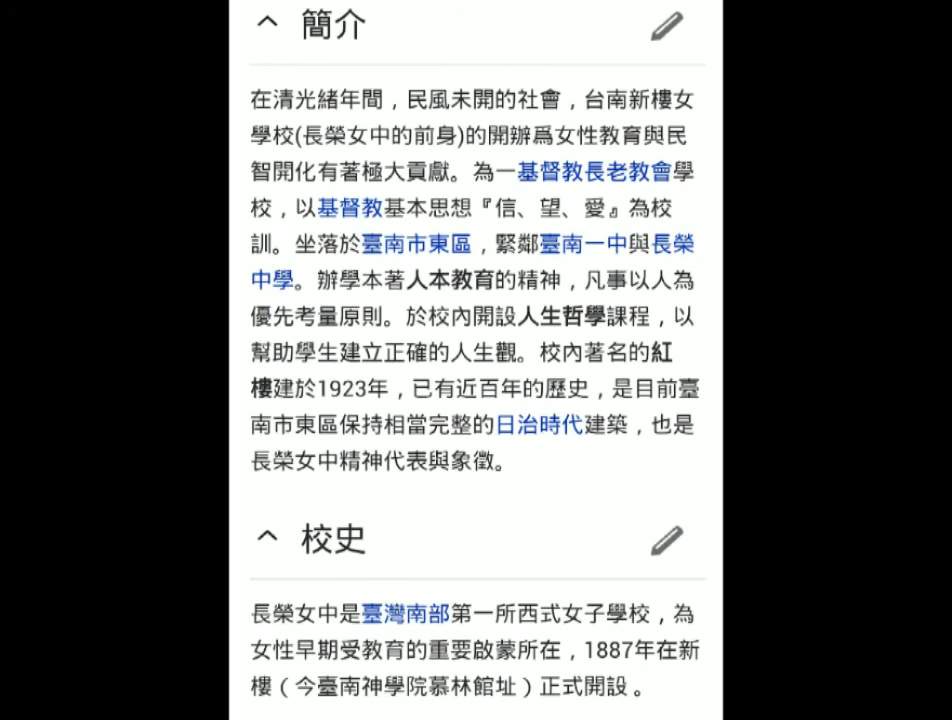 簡介
在清光緒年間，民風未開的社會，台南新樓女
學校(長榮女中的前身)的開辦爲女性教育與民
智開化有著極大貢獻。為一基督教長老教會學
校，以基督教基本思想『信、望、愛』為校
訓。坐落於臺南市東區，緊鄰臺南一中與長榮
中學。辦學本著人本教育的精神，凡事以人為
優先考量原則。於校內開設人生哲學課程，以
幫助學生建立正確的人生觀。校內著名的紅
樓建於1923年，已有近百年的歷史，是目前臺
南市東區保持相當完整的日治時代建築，也是
長榮女中精神代表與象徵。
校史
長榮女中是臺灣南部第一所西式女子學校，為
女性早期受教育的重要啟蒙所在，1887年在新
樓（今臺南神學院慕林館址）正式開設。